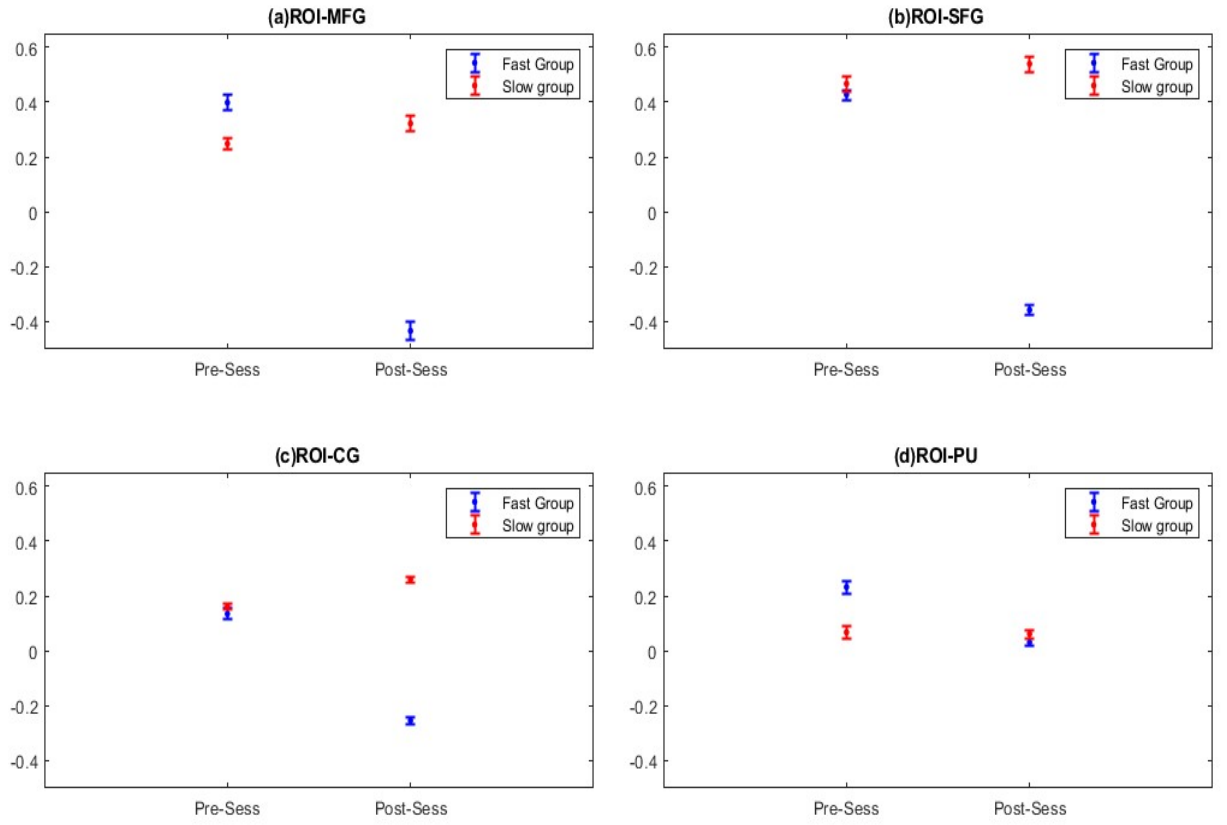 (a)ROI-MFG
0.6
0.4
0.2
0
-0.2
-0.4
Fast Group
Slow group
Pre-Sess Post-Sess
(b)ROI-SFG
0.6
0.4
0.2
0
-0.2
-0.4
Fast Group
Slow group
Pre-Sess Post-Sess
(c)ROI-CG
0.6
0.4
0.2
0
-0.2
-0.4
Fast Group
Slow group
Pre-Sess Post-Sess
(d)ROI-PU
0.6
0.4
0.2
0
-0.2
-0.4
Fast Group
Slow group
Pre-Sess Post-Sess